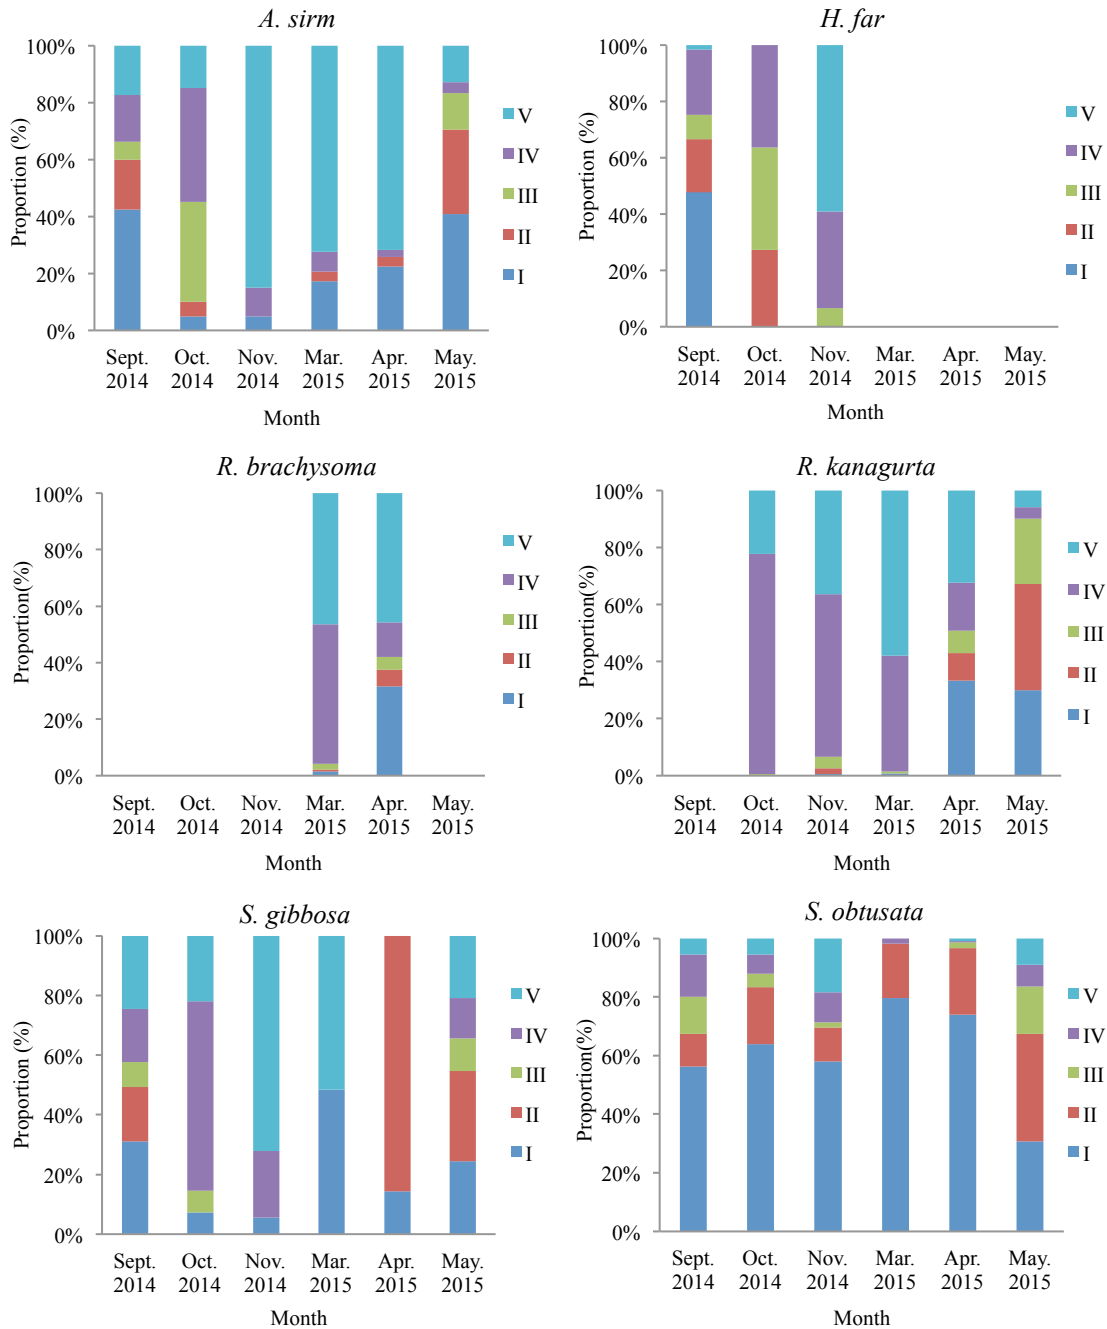 A. sirm
100%
80%
60%
40%
20%
0%
Proportion (%)
V
IV
III
II
I
Sept. Oct. Nov. Mar. Apr. May.
2014 2014 2014 2015 2015 2015
Month
H. far
100%
80%
60%
40%
20%
0%
Proportion (%)
V
IV
III
II
I
Sept. Oct. Nov. Mar. Apr. May.
2014 2014 2014 2015 2015 2015
Month
R. brachysoma
100%
80%
60%
40%
20%
0%
Proportion(%)
V
IV
III
II
I
Sept. Oct. Nov. Mar. Apr. May.
2014 2014 2014 2015 2015 2015
Month
R. kanagurta
100%
80%
60%
40%
20%
0%
Proportion(%)
V
IV
III
II
I
Sept. Oct. Nov. Mar. Apr. May.
2014 2014 2014 2015 2015 2015
Month
S. gibbosa
100%
80%
60%
40%
20%
0%
Proportion (%)
V
IV
III
II
I
Sept. Oct. Nov. Mar. Apr. May.
2014 2014 2014 2015 2015 2015
Month
S. obtusata
100%
80%
60%
40%
20%
0%
Proportion(%)
V
IV
III
II
I
Sept. Oct. Nov. Mar. Apr. May.
2014 2014 2014 2015 2015 2015
Month